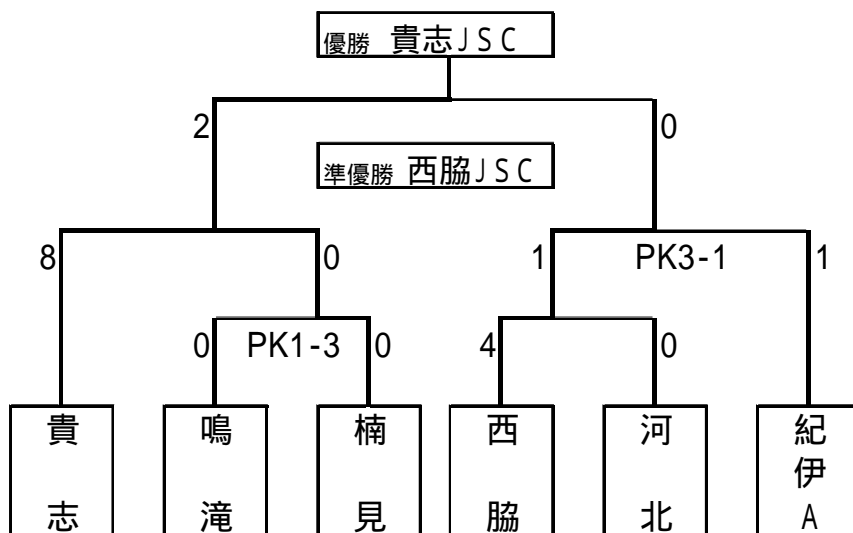 優勝 貴志JSC
2 0
準優勝 西脇JSC
8 0 1 PK3-1 1
0 PK1-3 0 4 0
貴志 鳴滝 楠見 西脇 河北 紀伊A